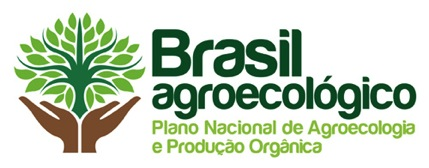 Brasil
agroecológico
Plano Nacional de Agroecologia
e Produção Orgânica